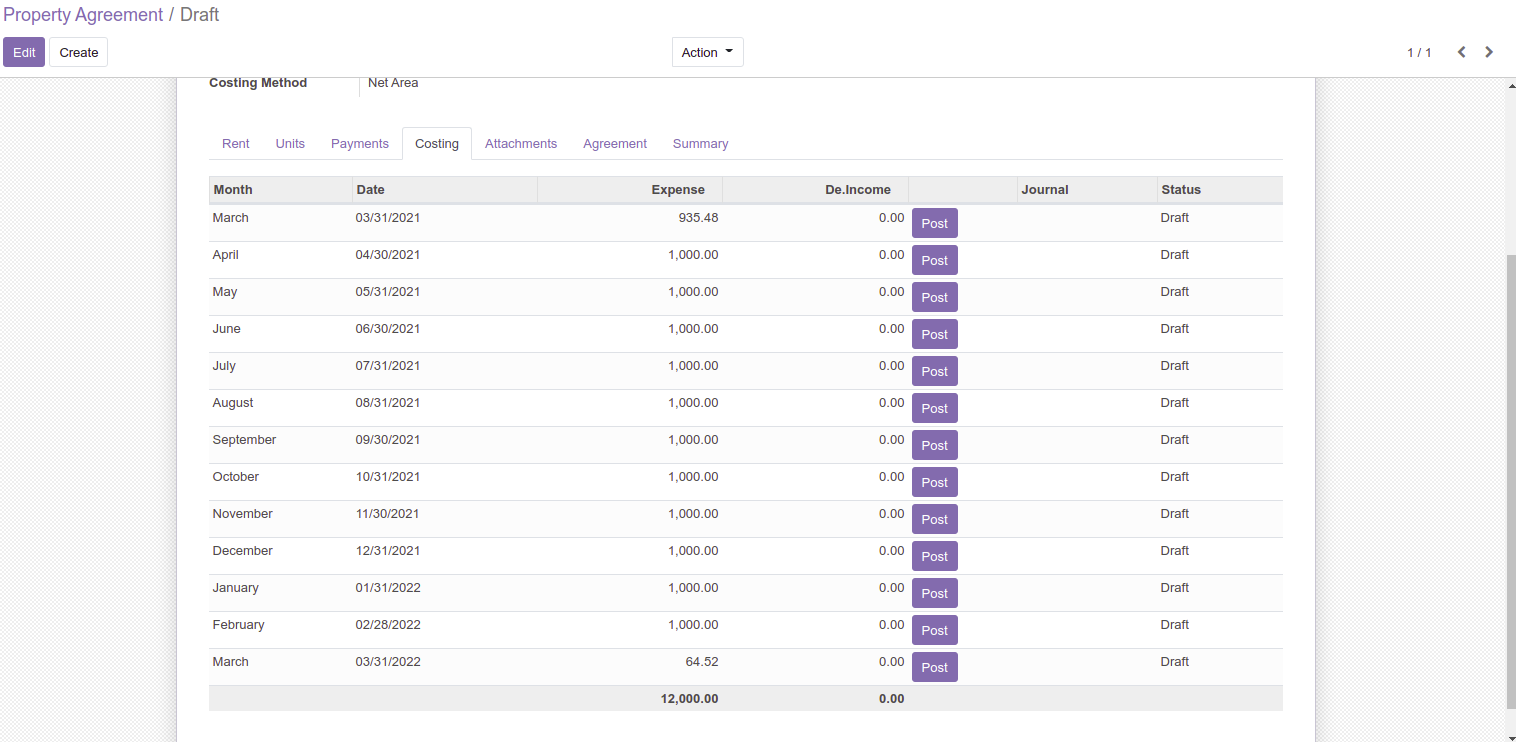 Property Agreement / Draft
Edit Create Action 1 / 1
Costing Method Net Area
Rent Units Payments Costing Attachments Agreement Summary
Month Date Expense De.Income Journal Status
March 03/31/2021 935.48 0.00 Post Draft
April 04/30/2021 1,000.00 0.00 Post Draft
May 05/31/2021 1,000.00 0.00 Post Draft
June 06/30/2021 1,000.00 0.00 Post Draft
July 07/31/2021 1,000.00 0.00 Post Draft
August 08/31/2021 1,000.00 0.00 Post Draft
September 09/30/2021 1,000.00 0.00 Post Draft
October 10/31/2021 1,000.00 0.00 Post Draft
November 11/30/2021 1,000.00 0.00 Post Draft
December 12/31/2021 1,000.00 0.00 Post Draft
January 01/31/2022 1,000.00 0.00 Post Draft
February 02/28/2022 1,000.00 0.00 Post Draft
March 03/31/2022 64.52 0.00 Post Draft
12,000.00 0.00